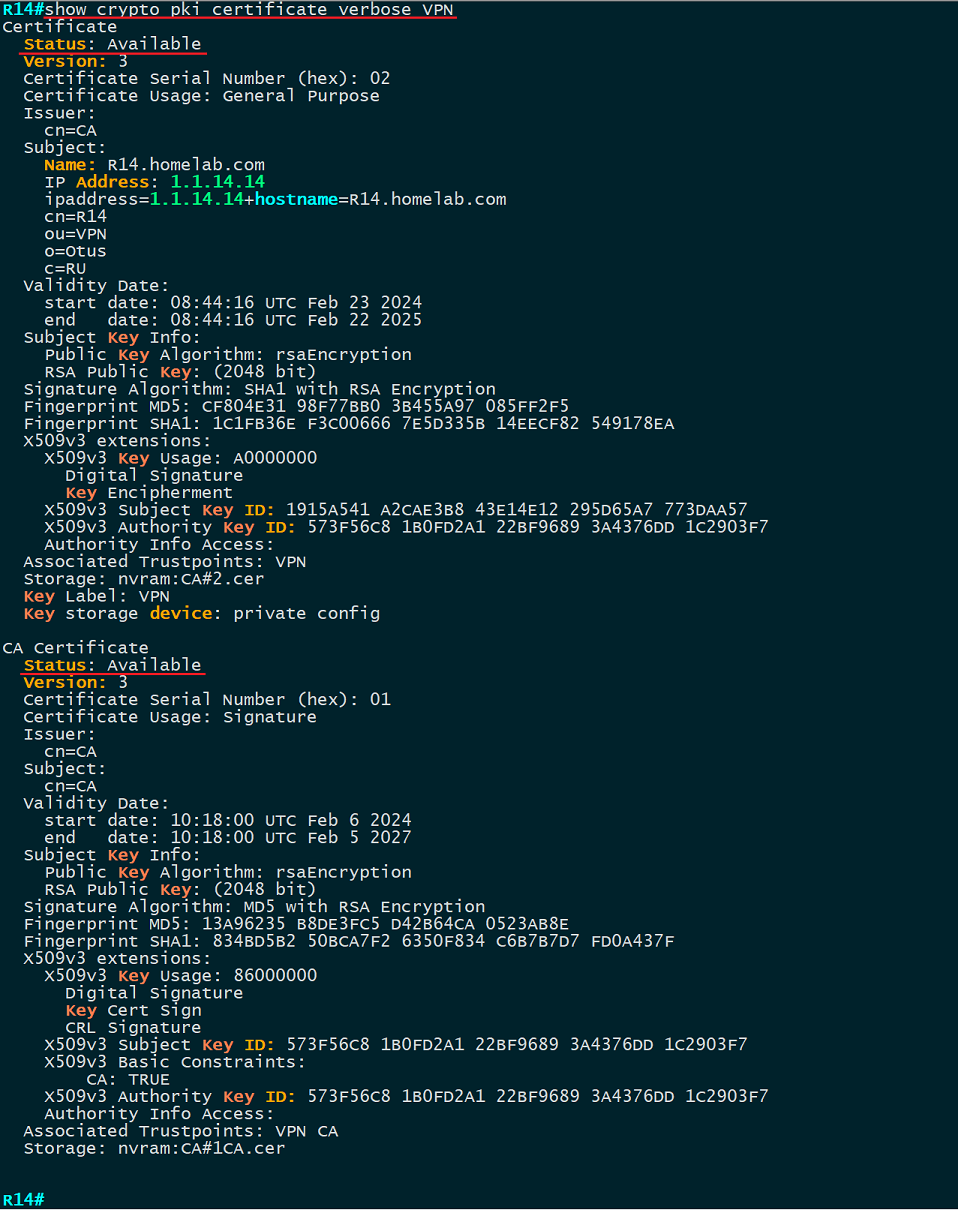 R14#show crypto pki certificate verbose VPN
Certificate
  Status: Available
  Version: 3
  Certificate Serial Number (hex): 02
  Certificate Usage: General Purpose
  Issuer:
    cn=CA
  Subject:
    Name: R14.homelab.com
    IP Address: 1.1.14.14
    ipaddress=1.1.14.14+hostname=R14.homelab.com
    cn=R14
    ou=VPN
    o=Otus
    c=RU
  Validity Date:
    start date: 08:44:16 UTC Feb 23 2024
    end   date: 08:44:16 UTC Feb 22 2025
  Subject Key Info:
    Public Key Algorithm: rsaEncryption
    RSA Public Key: (2048 bit)
  Signature Algorithm: SHA1 with RSA Encryption
  Fingerprint MD5: CF804E31 98F77BB0 3B455A97 085FF2F5
  Fingerprint SHA1: 1C1FB36E F3C00666 7E5D335B 14EECF82 549178EA
  X509v3 extensions:
    X509v3 Key Usage: A0000000
      Digital Signature
      Key Encipherment
    X509v3 Subject Key ID: 1915A541 A2CAE3B8 43E14E12 295D65A7 773DAA57
    X509v3 Authority Key ID: 573F56C8 1B0FD2A1 22BF9689 3A4376DD 1C2903F7
    Authority Info Access:
  Associated Trustpoints: VPN
  Storage: nvram:CA#2.cer
  Key Label: VPN
  Key storage device: private config

CA Certificate
  Status: Available
  Version: 3
  Certificate Serial Number (hex): 01
  Certificate Usage: Signature
  Issuer:
    cn=CA
  Subject:
    cn=CA
  Validity Date:
    start date: 10:18:00 UTC Feb 6 2024
    end   date: 10:18:00 UTC Feb 5 2027
  Subject Key Info:
    Public Key Algorithm: rsaEncryption
    RSA Public Key: (2048 bit)
  Signature Algorithm: MD5 with RSA Encryption
  Fingerprint MD5: 13A96235 B8DE3FC5 D42B64CA 0523AB8E
  Fingerprint SHA1: 834BD5B2 50BCA7F2 6350F834 C6B7B7D7 FD0A437F
  X509v3 extensions:
    X509v3 Key Usage: 86000000
      Digital Signature
      Key Cert Sign
      CRL Signature
    X509v3 Subject Key ID: 573F56C8 1B0FD2A1 22BF9689 3A4376DD 1C2903F7
    X509v3 Basic Constraints:
        CA: TRUE
    X509v3 Authority Key ID: 573F56C8 1B0FD2A1 22BF9689 3A4376DD 1C2903F7
    Authority Info Access:
  Associated Trustpoints: VPN CA
  Storage: nvram:CA#1CA.cer

R14#